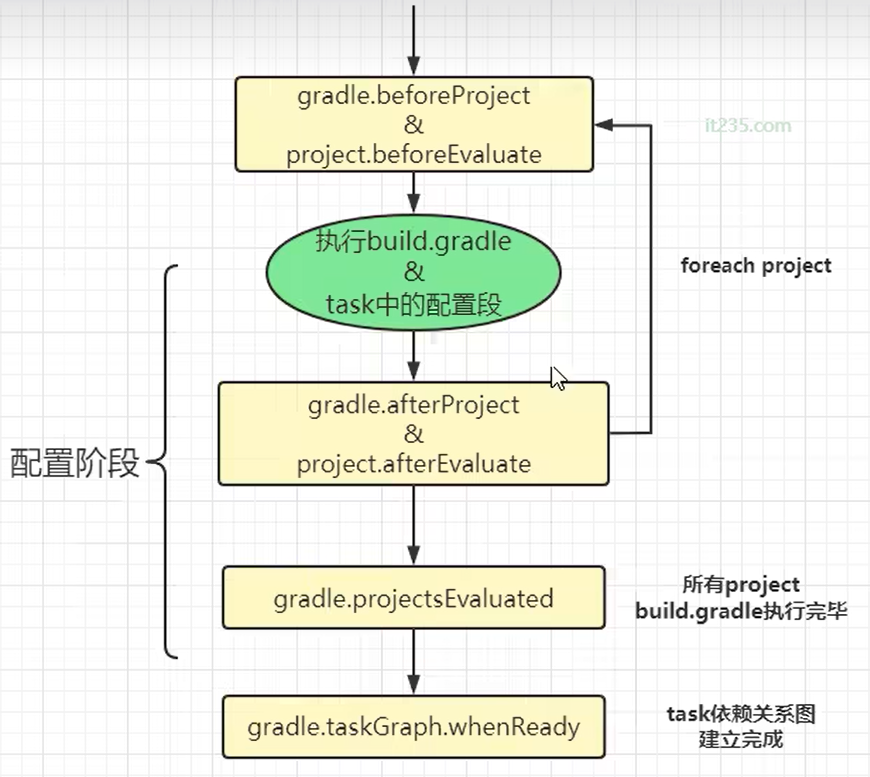 gradle.beforeProject
&
project.beforeEvaluate
it235.com
执行build.gradle
&
task中的配置段
foreach project
gradle.afterProject
&
project.afterEvaluate
配置阶段
gradle.projectsEvaluated
所有project
build.gradle执行完毕
gradle.taskGraph.whenReady
task依赖关系图
建立完成